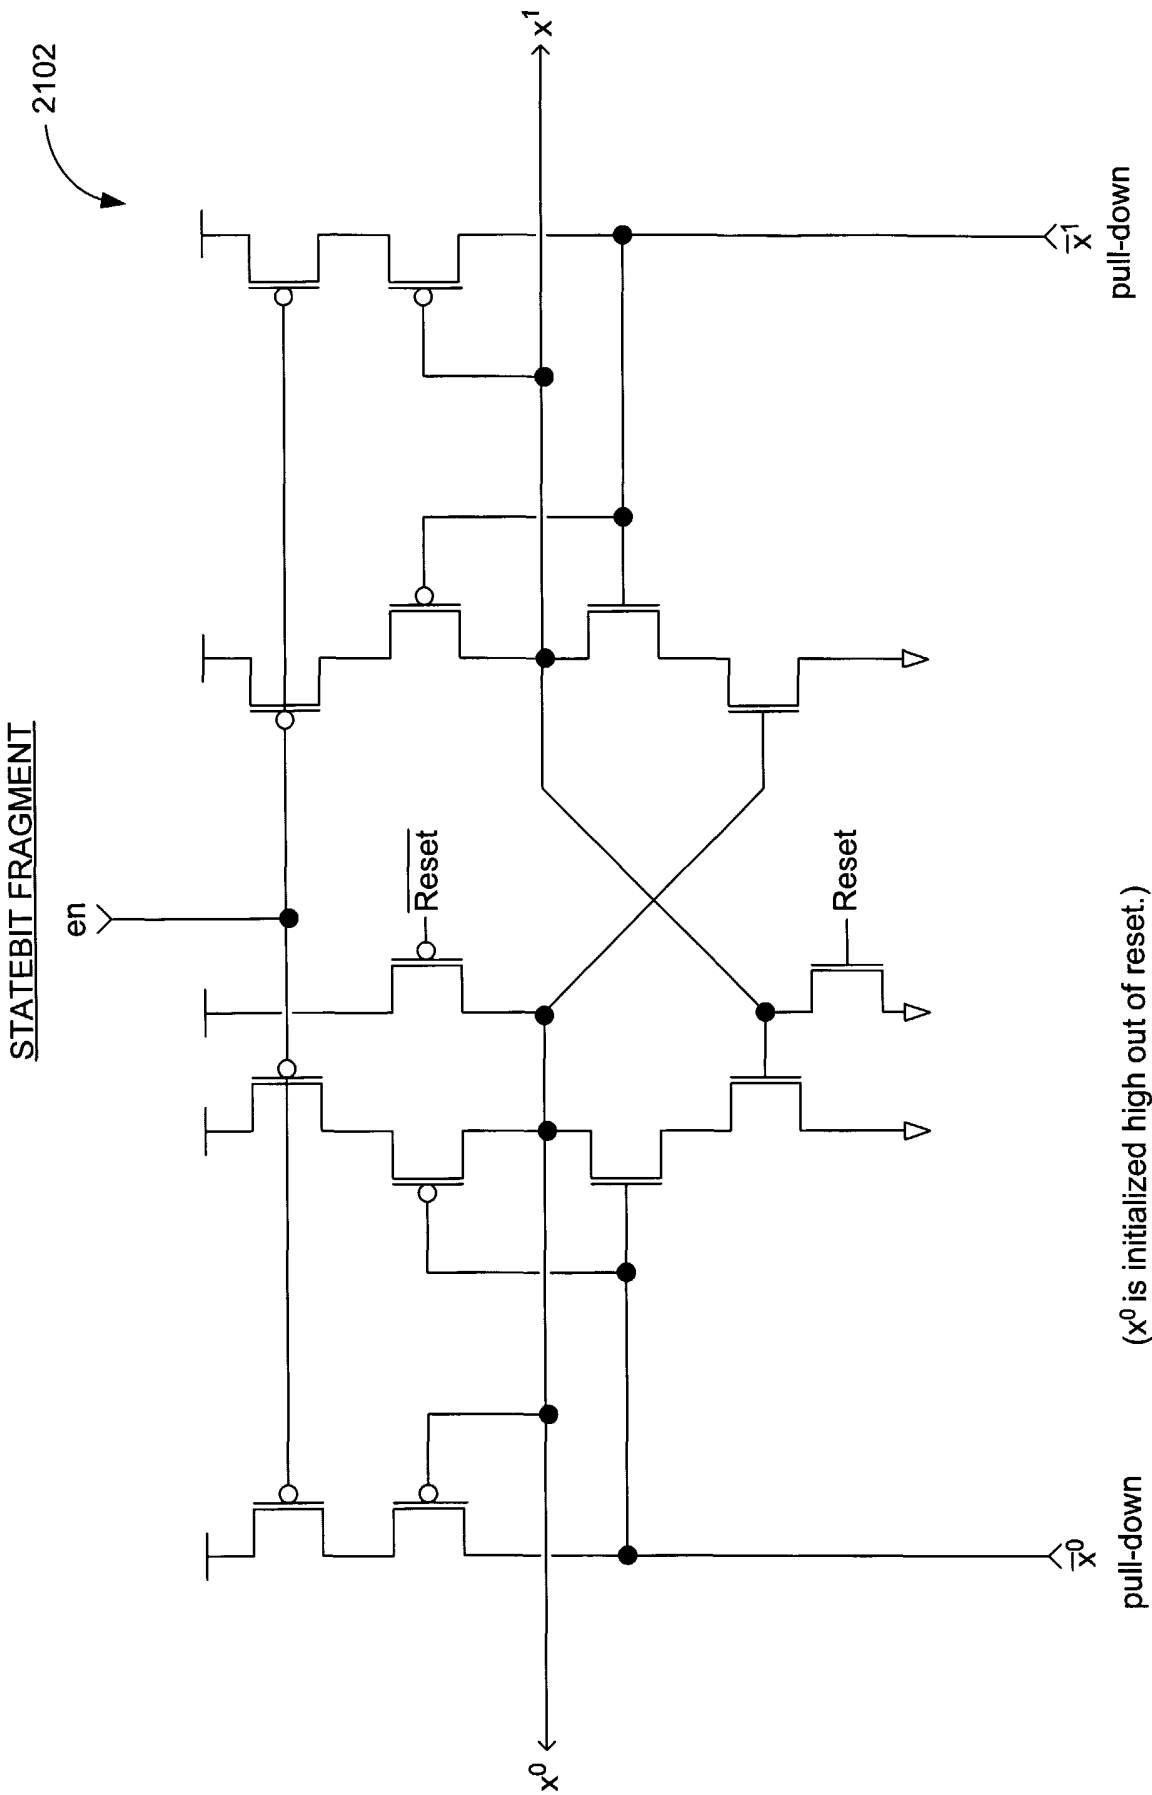 STATEBIT FRAGMENT
2102
en
Reset
Reset
x⁰
x¹
x̅⁰
pull-down
x̅¹
pull-down
(x⁰ is initialized high out of reset.)